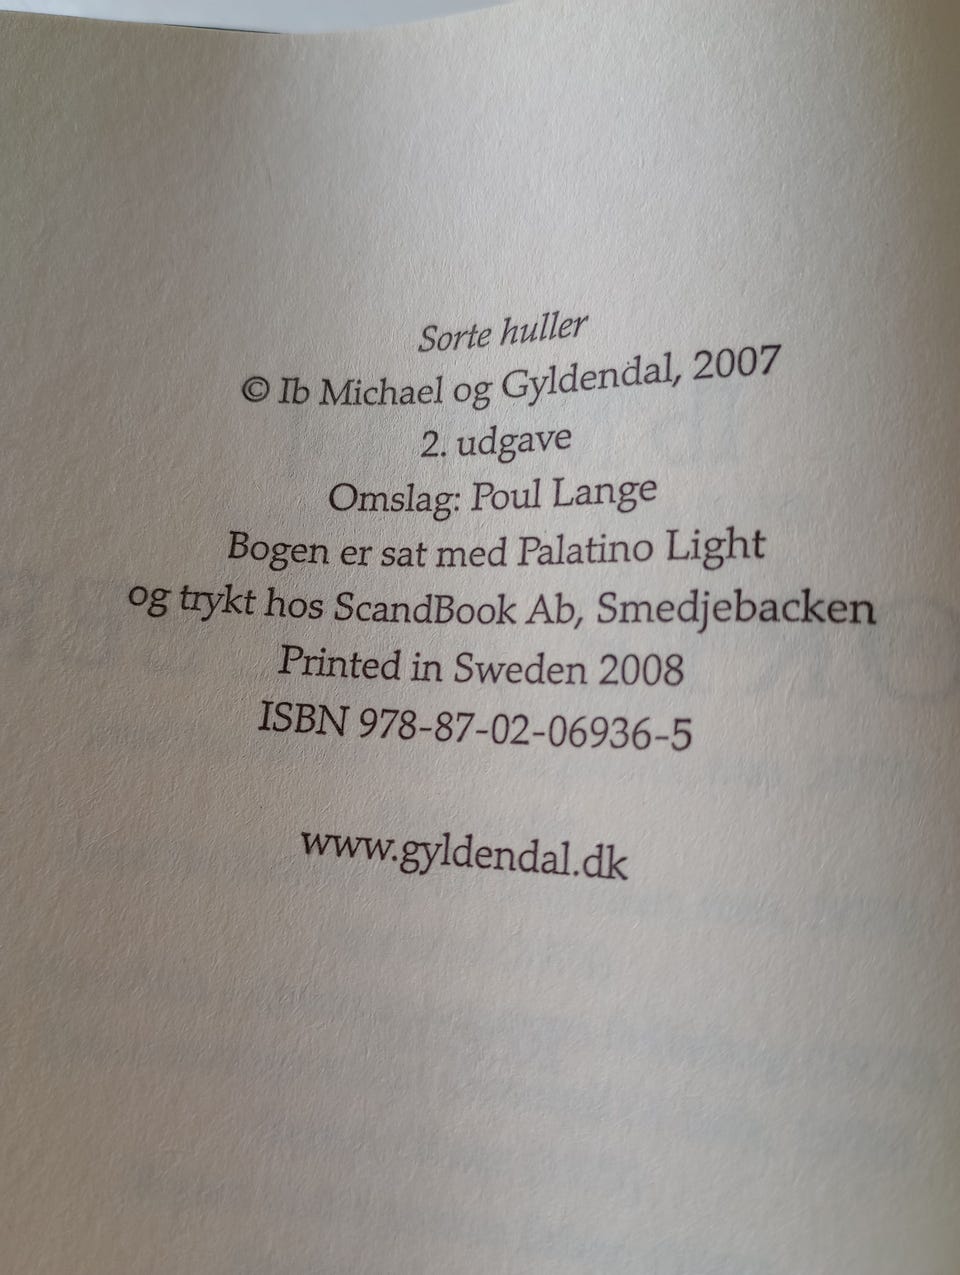 Sorte huller
© Ib Michael og Gyldendal, 2007
2. udgave
Omslag: Poul Lange
Bogen er sat med Palatino Light
og trykt hos ScandBook Ab, Smedjebacken
Printed in Sweden 2008
ISBN 978-87-02-06936-5
www.gyldendal.dk